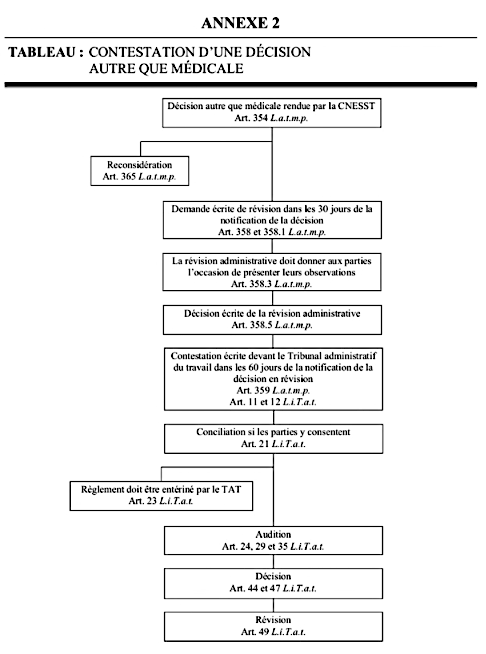 ANNEXE 2
TABLEAU : CONTESTATION D'UNE DÉCISION
AUTRE QUE MÉDICALE
Décision autre que médicale rendue par la CNESST
Art. 354 L.a.t.m.p.
Reconsidération
Art. 365 L.a.t.m.p.
Demande écrite de révision dans les 30 jours de la
notification de la décision
Art. 358 et 358.1 L.a.t.m.p.
La révision administrative doit donner aux parties
l'occasion de présenter leurs observations
Art. 358.3 L.a.t.m.p.
Décision écrite de la révision administrative
Art. 358.5 L.a.t.m.p.
Contestation écrite devant le Tribunal administratif
du travail dans les 60 jours de la notification de la
décision en révision
Art. 359 L.a.t.m.p.
Art. 11 et 12 L.i.T.a.t.
Conciliation si les parties y consentent
Art. 21 L.i.T.a.t.
Règlement doit être entériné par le TAT
Art. 23 L.i.T.a.t.
Audition
Art. 24, 29 et 35 L.i.T.a.t.
Décision
Art. 44 et 47 L.i.T.a.t.
Révision
Art. 49 L.i.T.a.t.